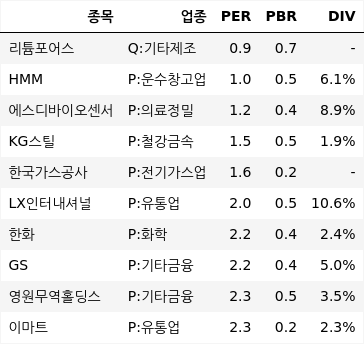 종목 업종 PER PBR DIV
리튬포어스 Q:기타제조 0.9 0.7 -
HMM P:운수창고업 1.0 0.5 6.1%
에스디바이오센서 P:의료정밀 1.2 0.4 8.9%
KG스틸 P:철강금속 1.5 0.5 1.9%
한국가스공사 P:전기가스업 1.6 0.2 -
LX인터내셔널 P:유통업 2.0 0.5 10.6%
한화 P:화학 2.2 0.4 2.4%
GS P:기타금융 2.2 0.4 5.0%
영원무역홀딩스 P:기타금융 2.3 0.5 3.5%
이마트 P:유통업 2.3 0.2 2.3%